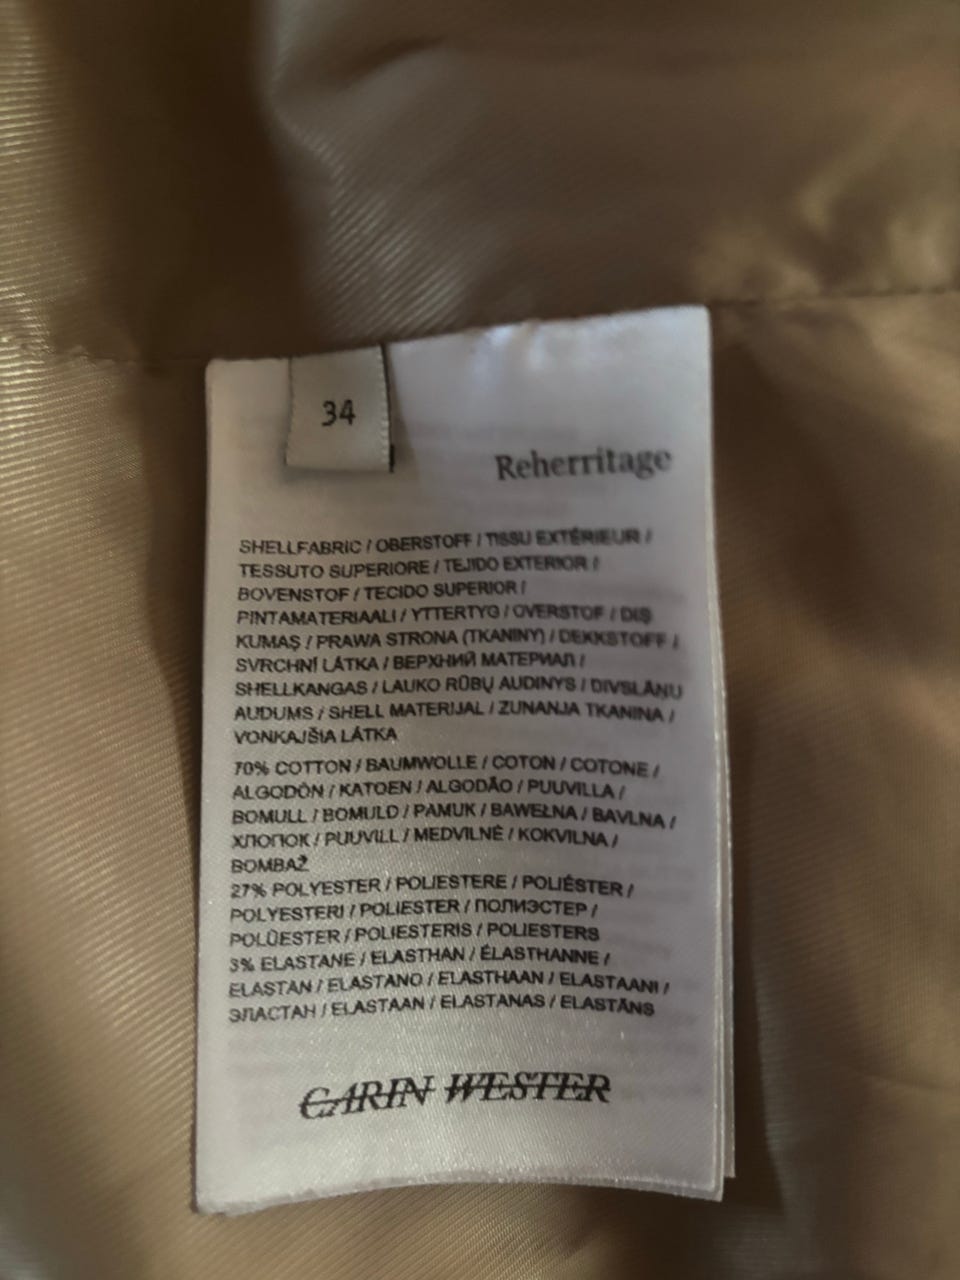 34
Reherritage
SHELLFABRIC / OBERSTOFF / TISSU EXTÉRIEUR /
TESSUTO SUPERIORE / TEJIDO EXTERIOR /
BOVENSTOF / TECIDO SUPERIOR /
PINTAMATERIAALI / YTTERTYG / OVERSTOF / DIŞ
KUMAŞ / PRAWA STRONA (TKANINY) / DEKKSTOFF /
SVRCHNÍ LÁTKA / ВЕРХНИЙ МАТЕРИАЛ /
SHELLKANGAS / LAUKO RŪBŲ AUDINYS / DIVSLĀŅU
AUDUMS / SHELL MATERIJAL / ZUNANJA TKANINA /
VONKAJŠIA LÁTKA
70% COTTON / BAUMWOLLE / COTON / COTONE /
ALGODÓN / KATOEN / ALGODÃO / PUUVILLA /
BOMULL / BOMULD / PAMUK / BAWEŁNA / BAVLNA /
ХЛОПОК / PUUVILL / MEDVILNĖ / KOKVILNA /
BOMBAŽ
27% POLYESTER / POLIESTERE / POLIÉSTER /
POLYESTERI / POLIESTER / ПОЛИЭСТЕР /
POLÜESTER / POLIESTERIS / POLIESTERS
3% ELASTANE / ELASTHAN / ÉLASTHANNE /
ELASTAN / ELASTANO / ELASTHAAN / ELASTAANI /
ЭЛАСТАН / ELASTAAN / ELASTANAS / ELASTĀNS
CARIN WESTER